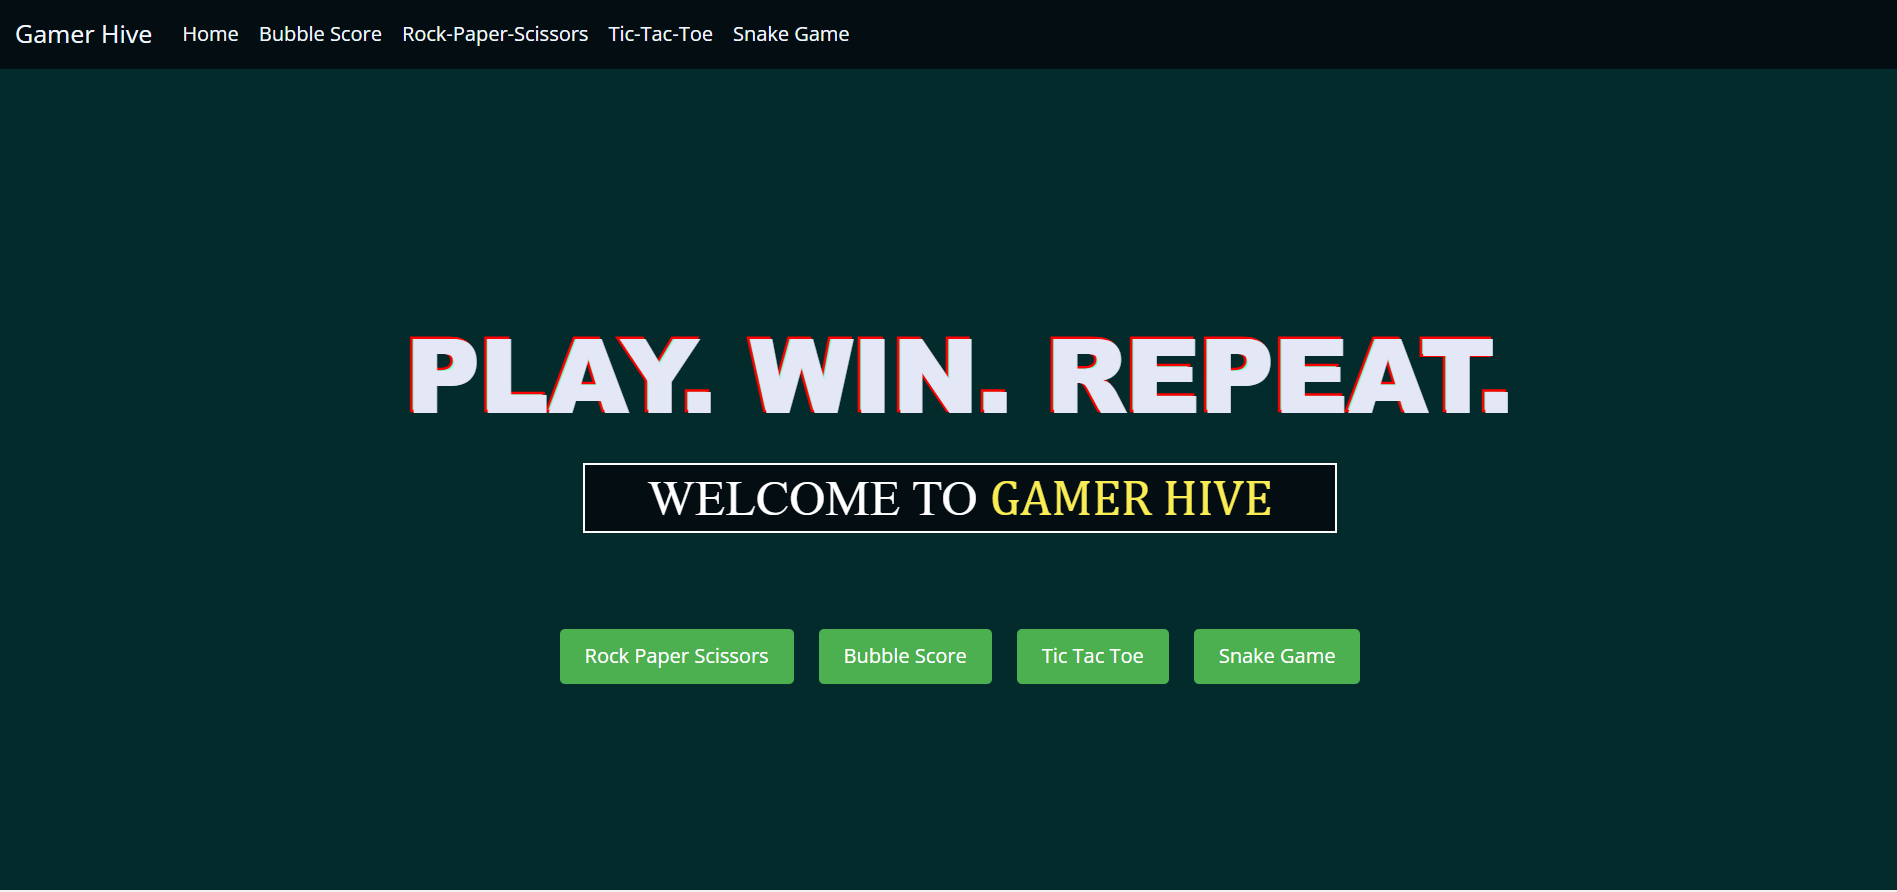 Gamer Hive Home Bubble Score Rock-Paper-Scissors Tic-Tac-Toe Snake Game
PLAY. WIN. REPEAT.
WELCOME TO GAMER HIVE
Rock Paper Scissors Bubble Score Tic Tac Toe Snake Game